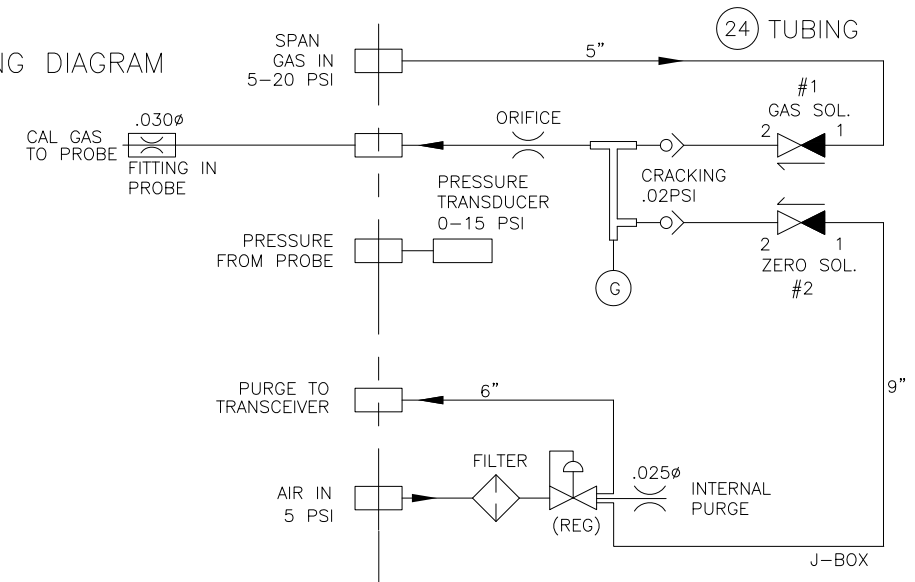 NG DIAGRAM
SPAN
GAS IN
5-20 PSI
5"
24 TUBING
#1
GAS SOL.
2 1
CAL GAS
TO PROBE
.030ø
FITTING IN
PROBE
ORIFICE
CRACKING
.02PSI
PRESSURE
TRANSDUCER
0-15 PSI
PRESSURE
FROM PROBE
2 1
ZERO SOL.
#2
G
PURGE TO
TRANSCEIVER
6"
9"
AIR IN
5 PSI
FILTER
(REG)
.025ø
INTERNAL
PURGE
J-BOX